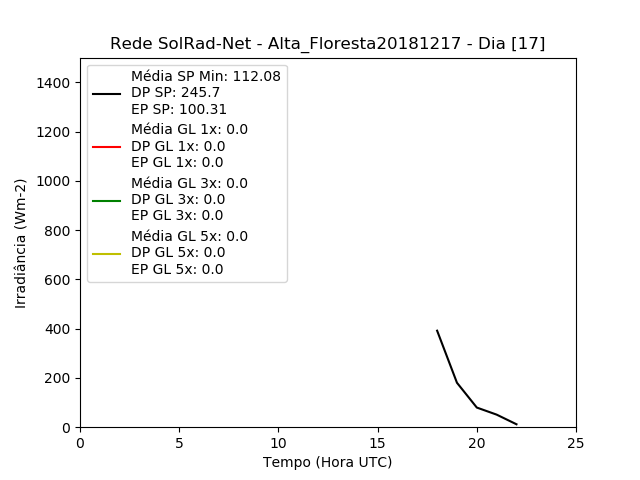 Rede SolRad-Net - Alta_Floresta20181217 - Dia [17]
Média SP Min: 112.08
DP SP: 245.7
EP SP: 100.31
Média GL 1x: 0.0
DP GL 1x: 0.0
EP GL 1x: 0.0
Média GL 3x: 0.0
DP GL 3x: 0.0
EP GL 3x: 0.0
Média GL 5x: 0.0
DP GL 5x: 0.0
EP GL 5x: 0.0
Irradiância (Wm-2)
1400
1200
1000
800
600
400
200
0
0 5 10 15 20 25
Tempo (Hora UTC)